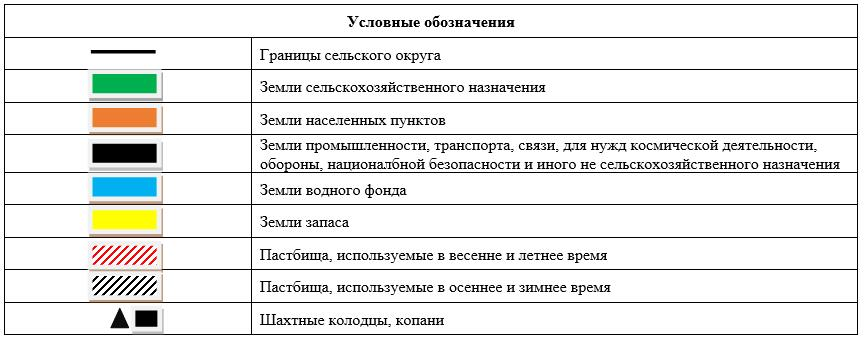 Условные обозначения
Границы сельского округа
Земли сельскохозяйственного назначения
Земли населенных пунктов
Земли промышленности, транспорта, связи, для нужд космической деятельности,
обороны, националбной безопасности и иного не сельскохозяйственного назначения
Земли водного фонда
Земли запаса
Пастбища, используемые в весенне и летнее время
Пастбища, используемые в осеннее и зимнее время
Шахтные колодцы, копани